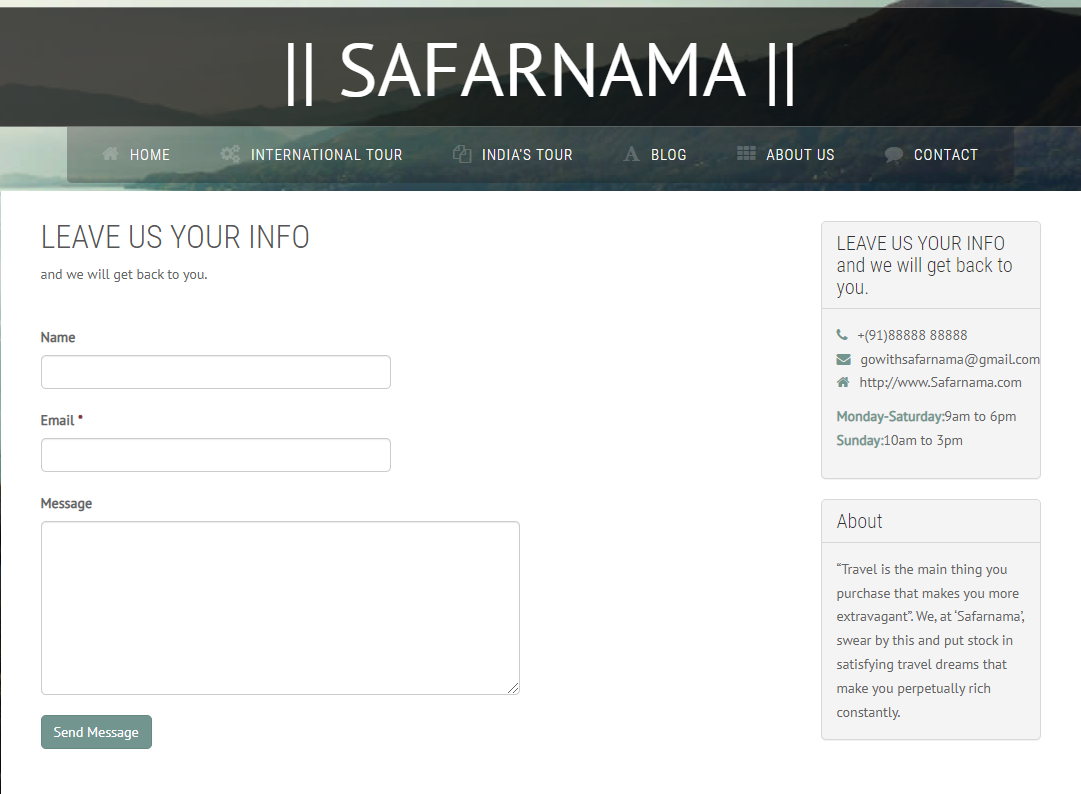 || SAFARNAMA ||
HOME INTERNATIONAL TOUR INDIA'S TOUR BLOG ABOUT US CONTACT
LEAVE US YOUR INFO
and we will get back to you.
Name
Email *
Message
Send Message
LEAVE US YOUR INFO
and we will get back to
you.
+(91)88888 88888
gowithsafarnama@gmail.com
http://www.Safarnama.com
Monday-Saturday:9am to 6pm
Sunday:10am to 3pm
About
“Travel is the main thing you
purchase that makes you more
extravagant”. We, at ‘Safarnama’,
swear by this and put stock in
satisfying travel dreams that
make you perpetually rich
constantly.